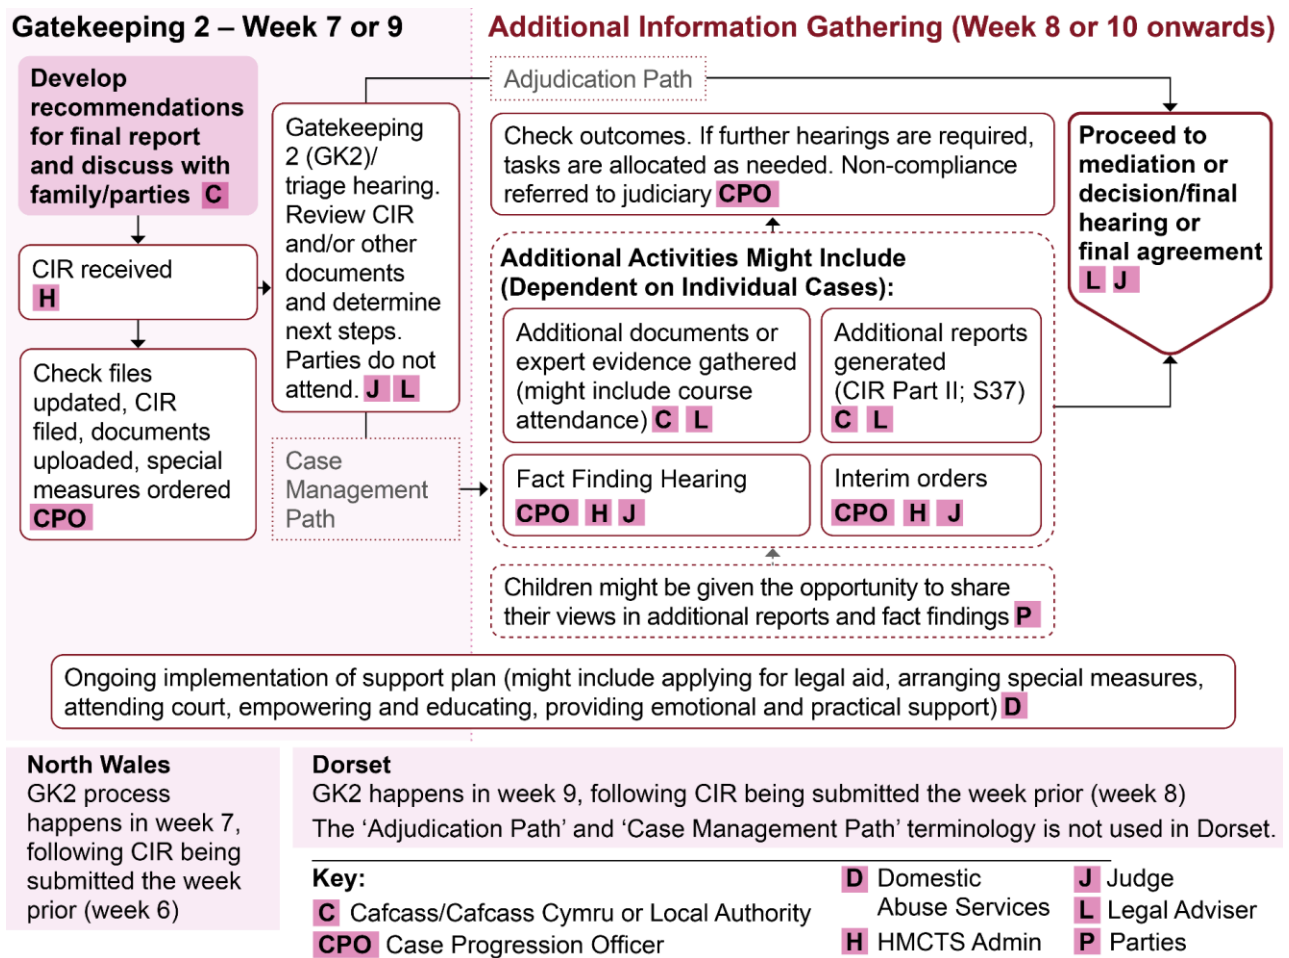 Gatekeeping 2 – Week 7 or 9
Additional Information Gathering (Week 8 or 10 onwards)
Develop
recommendations
for final report
and discuss with
family/parties C
CIR received
H
Check files
updated, CIR
filed, documents
uploaded, special
measures ordered
CPO
Gatekeeping
2 (GK2)/
triage hearing.
Review CIR
and/or other
documents
and determine
next steps.
Parties do not
attend. J L
Case
Management
Path
Adjudication Path
Check outcomes. If further hearings are required,
tasks are allocated as needed. Non-compliance
referred to judiciary CPO
Additional Activities Might Include
(Dependent on Individual Cases):
Additional documents or
expert evidence gathered
(might include course
attendance) C L
Additional reports
generated
(CIR Part II; S37)
C L
Fact Finding Hearing
CPO H J
Interim orders
CPO H J
Children might be given the opportunity to share
their views in additional reports and fact findings P
Proceed to
mediation or
decision/final
hearing or
final agreement
L J
Ongoing implementation of support plan (might include applying for legal aid, arranging special measures,
attending court, empowering and educating, providing emotional and practical support) D
North Wales
GK2 process
happens in week 7,
following CIR being
submitted the week
prior (week 6)
Dorset
GK2 happens in week 9, following CIR being submitted the week prior (week 8)
The ‘Adjudication Path’ and ‘Case Management Path’ terminology is not used in Dorset.
Key:
C Cafcass/Cafcass Cymru or Local Authority
CPO Case Progression Officer
D Domestic
Abuse Services
H HMCTS Admin
J Judge
L Legal Adviser
P Parties